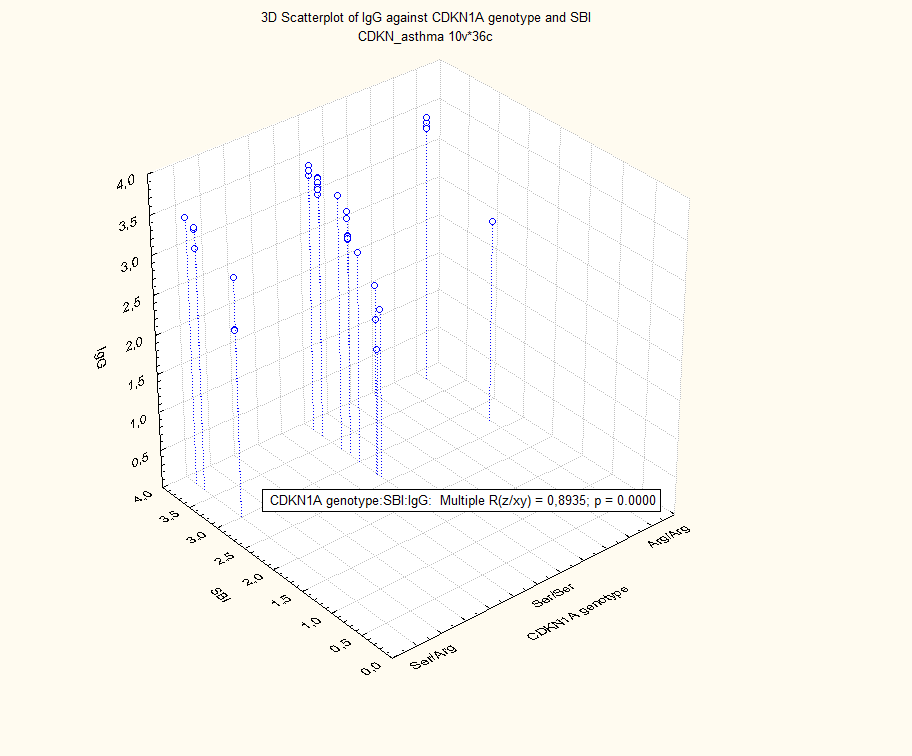 3D Scatterplot of IgG against CDKN1A genotype and SBI
CDKN_asthma 10v*36c
4,0
3,5
3,0
2,5
2,0
1,5
1,0
0,5
IgG
4,0
3,5
3,0
2,5
2,0
1,5
1,0
0,5
0,0
SBI
CDKN1A genotype:SBI:IgG: Multiple R(z/xy) = 0,8935; p = 0.0000
Arg/Arg
Ser/Ser
Ser/Arg
CDKN1A genotype